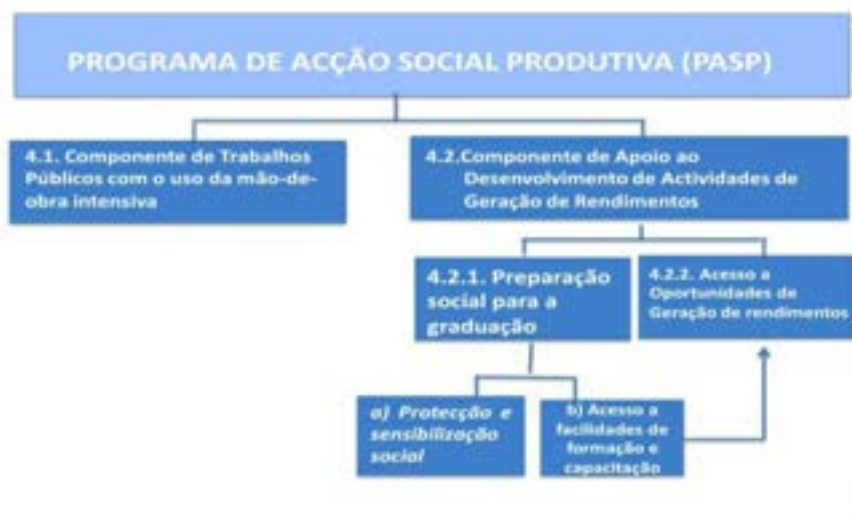 PROGRAMA DE ACÇÃO SOCIAL PRODUTIVA (PASP)
4.1. Componente de Trabalhos
Públicos com o uso da mão-de-
obra intensiva
4.2.Componente de Apoio ao
Desenvolvimento de Actividades de
Geração de Rendimentos
4.2.1. Preparação
social para a
graduação
4.2.2. Acesso a
Oportunidades de
Geração de rendimentos
a) Protecção e
sensibilização
social
b) Acesso a
facilidades de
formação e
capacitação